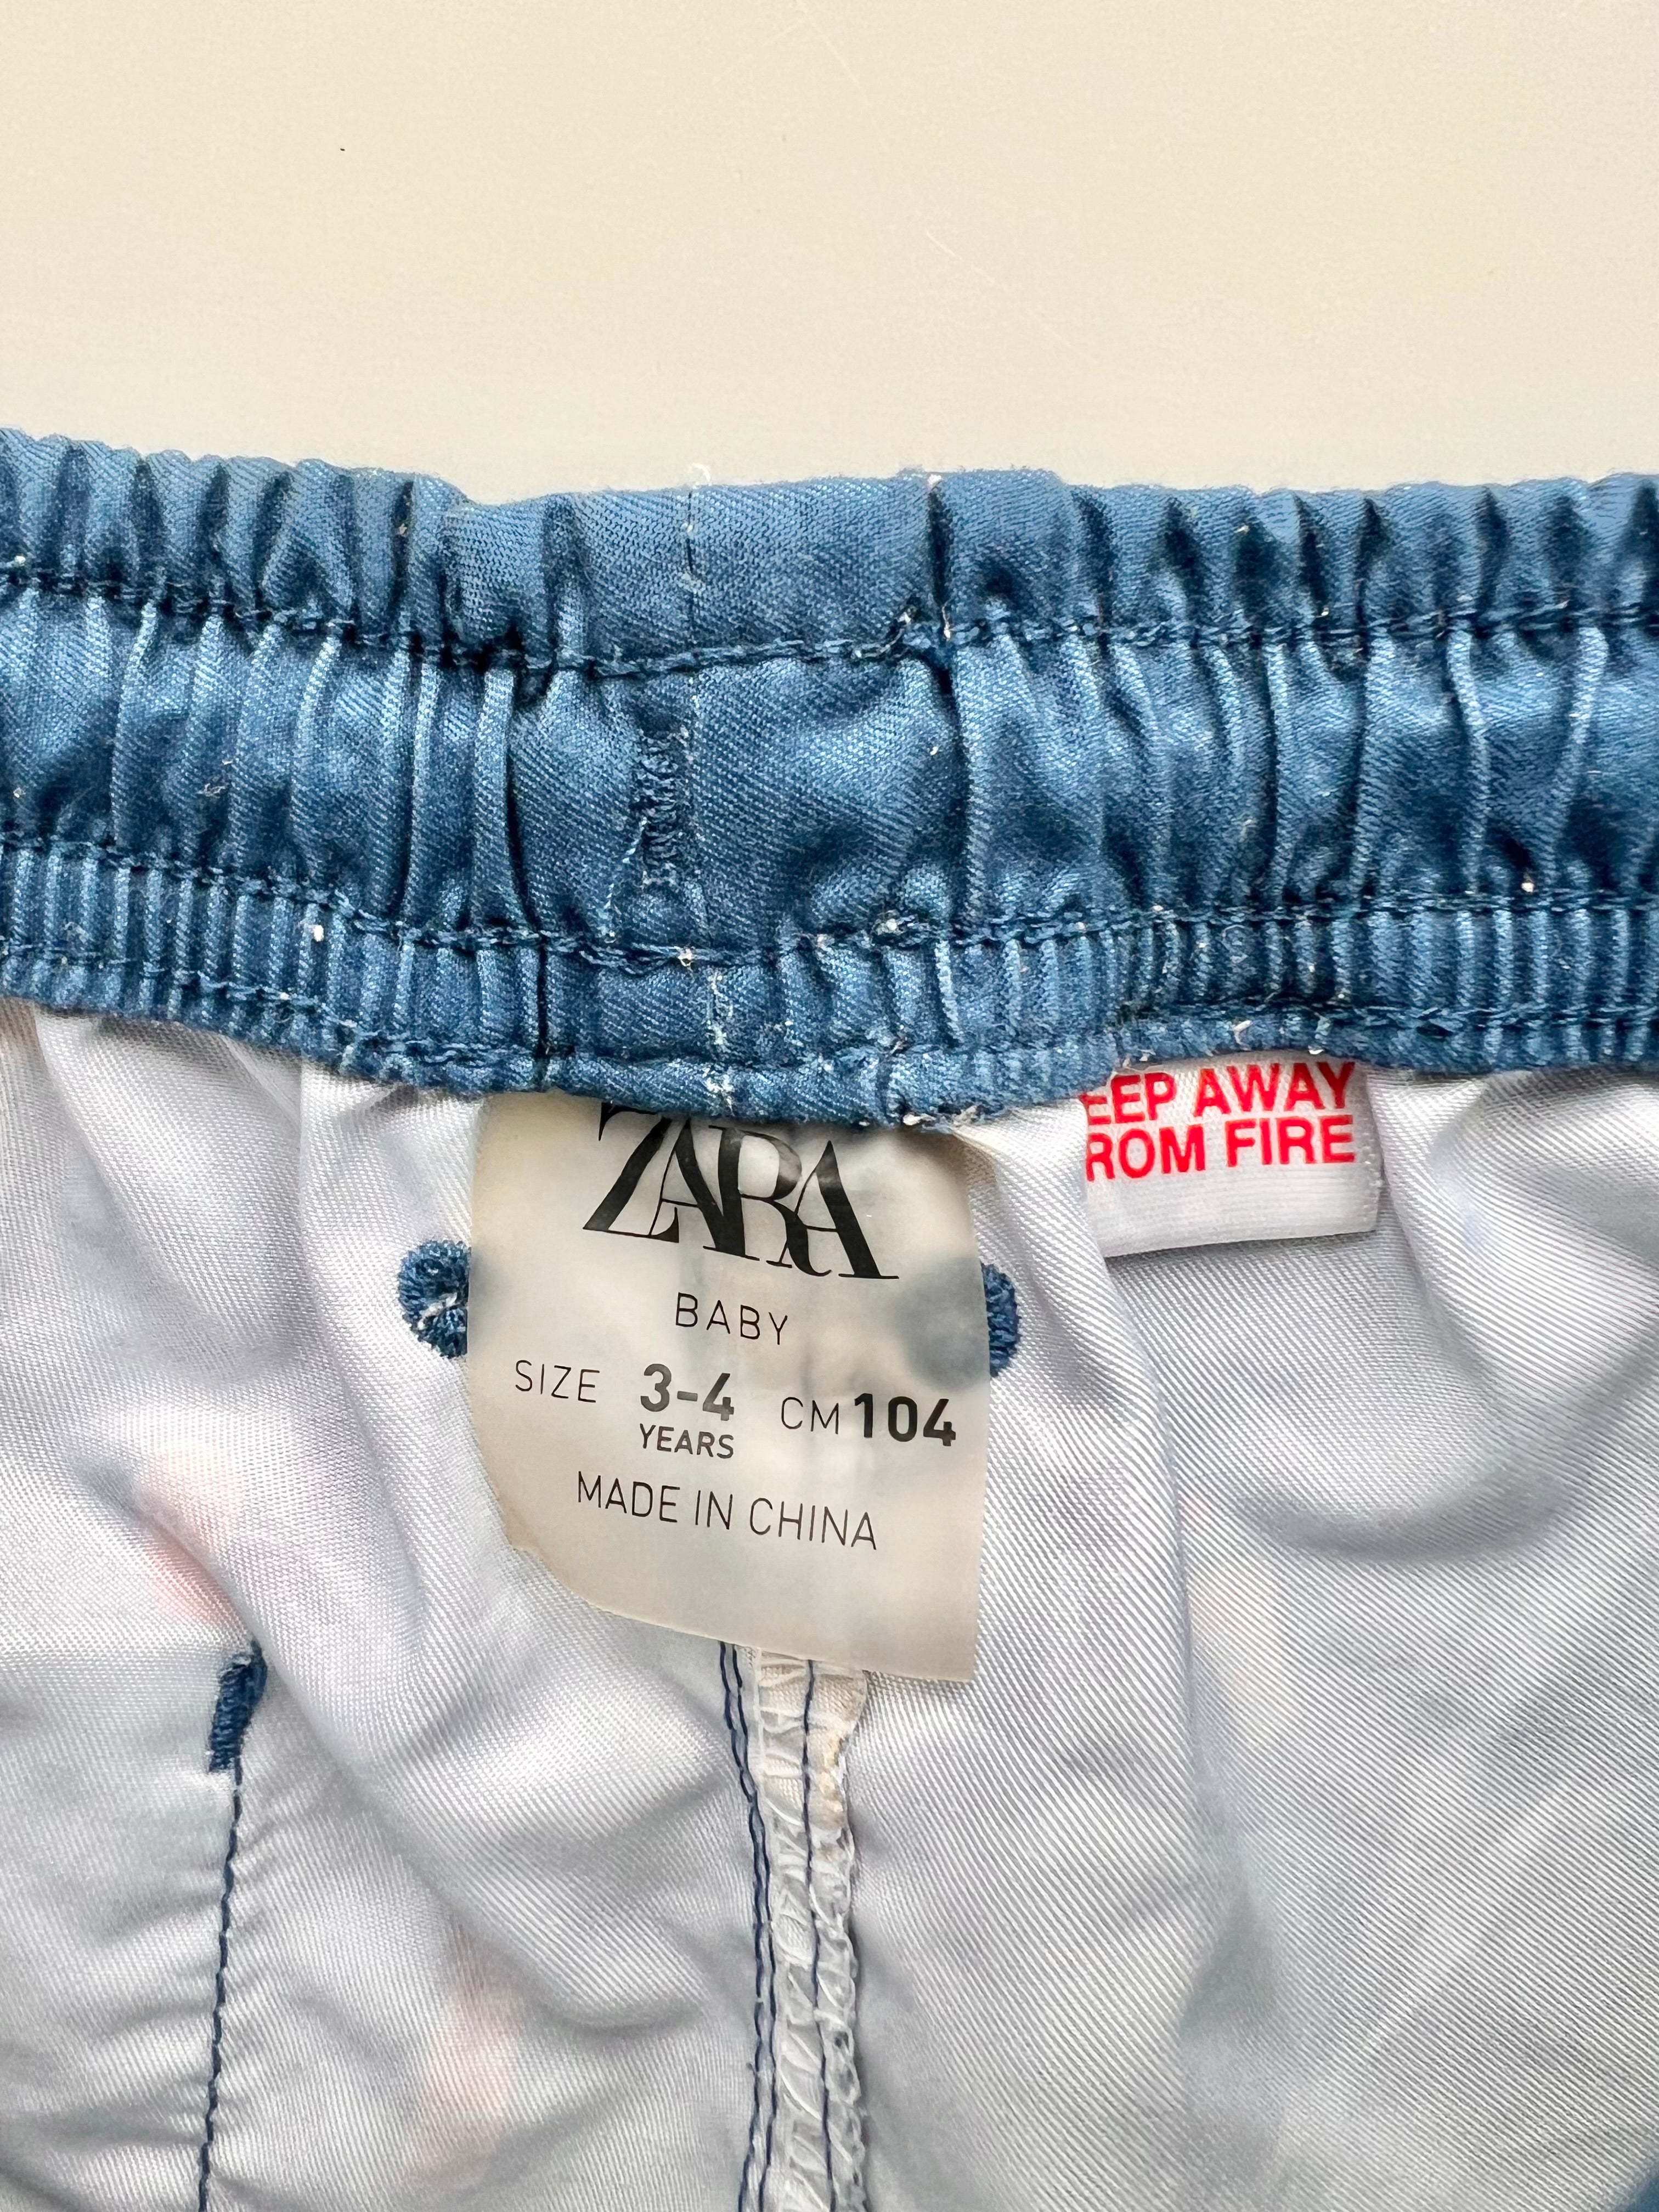 ZARA
BABY
SIZE 3-4 YEARS CM 104
MADE IN CHINA
EEP AWAY
ROM FIRE